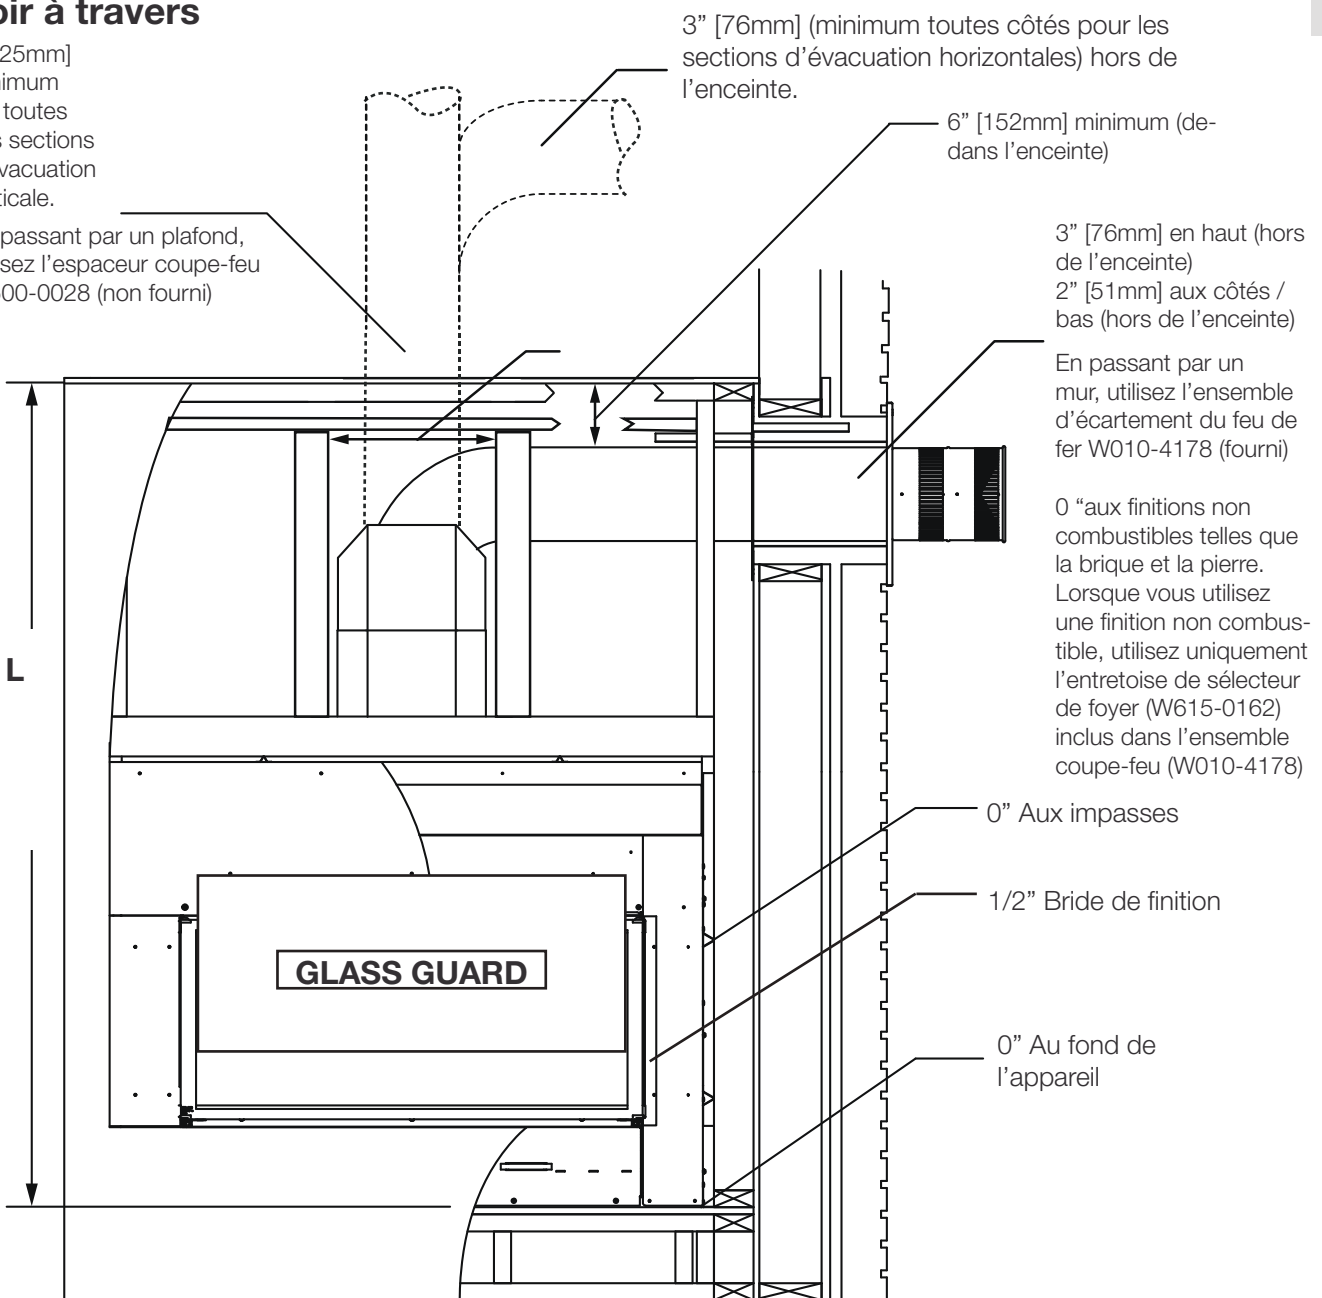 oir à travers
25mm]
nimum
toutes
s sections
vacuation
ticale.
passant par un plafond,
sez l’espaceur coupe-feu
00-0028 (non fourni)
3” [76mm] (minimum toutes côtés pour les
sections d’évacuation horizontales) hors de
l’enceinte.
6” [152mm] minimum (de-
dans l’enceinte)
3” [76mm] en haut (hors
de l’enceinte)
2” [51mm] aux côtés /
bas (hors de l’enceinte)
En passant par un
mur, utilisez l’ensemble
d’écartement du feu de
fer W010-4178 (fourni)
0 “aux finitions non
combustibles telles que
la brique et la pierre.
Lorsque vous utilisez
une finition non combus-
tible, utilisez uniquement
l’entretoise de sélecteur
de foyer (W615-0162)
inclus dans l’ensemble
coupe-feu (W010-4178)
L
0” Aux impasses
1/2” Bride de finition
GLASS GUARD
0” Au fond de
l’appareil